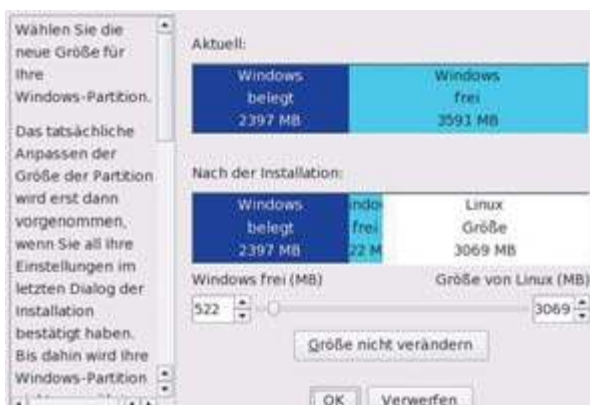 Wählen Sie die
neue Größe für
Ihre
Windows-Partition.
Das tatsächliche
Anpassen der
Größe der Partition
wird erst dann
vorgenommen,
wenn Sie all Ihre
Einstellungen im
letzten Dialog der
Installation
bestätigt haben.
Bis dahin wird Ihre
Windows-Partition
Aktuell:
Windows
belegt
2397 MB
Windows
frei
3591 MB
Nach der Installation:
Windows
belegt
2397 MB
indo
frei
22 M
Linux
Größe
3069 MB
Windows frei (MB)
Größe von Linux (MB)
522
3069
Größe nicht verändern
OK
Verwerfen